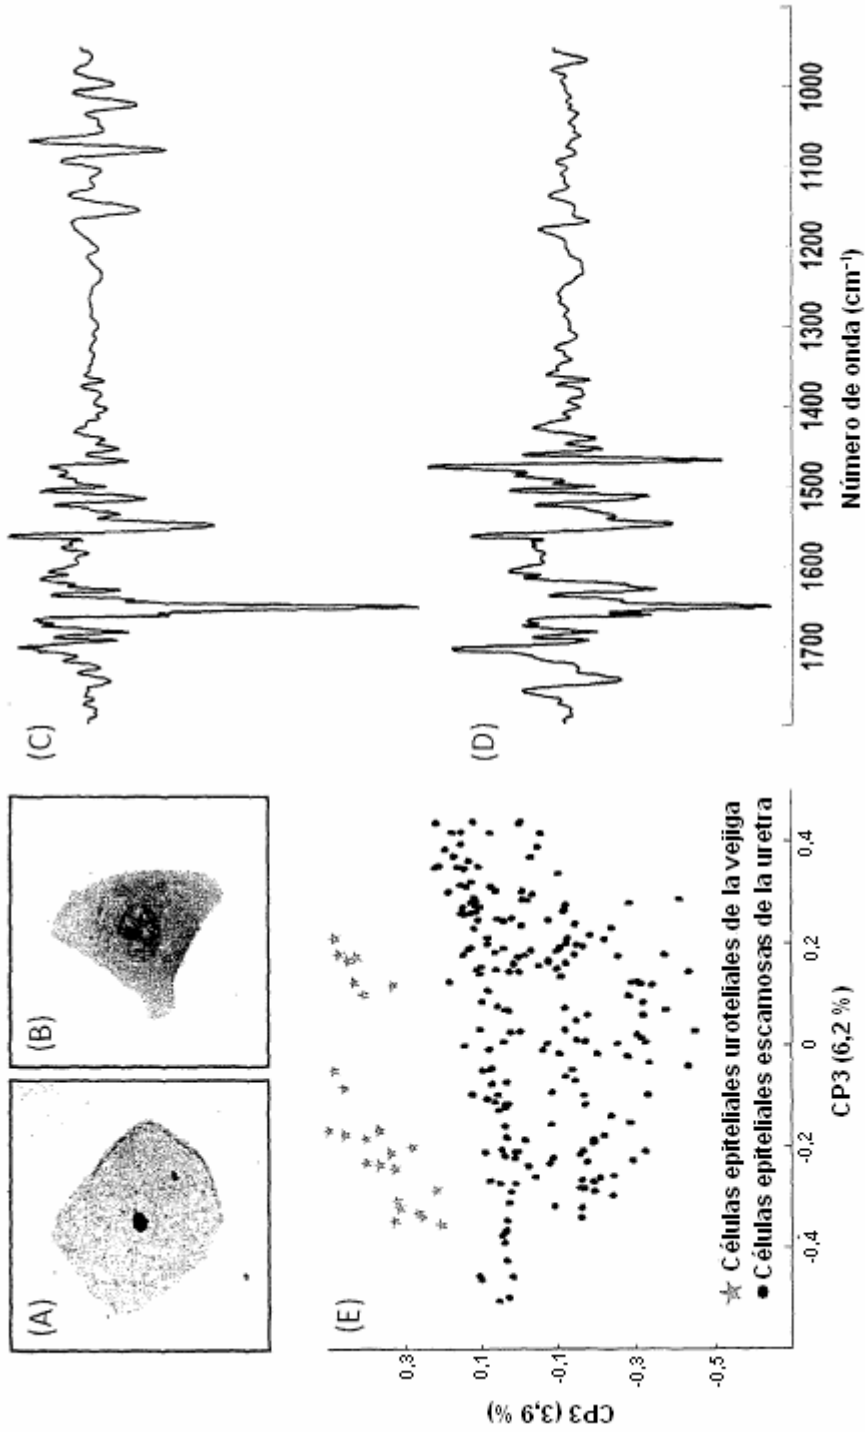 (A)
(B)
(C)
(D)
1700 1600 1500 1400 1300 1200 1100 1000
Número de onda (cm⁻¹)
(E)
0,3
0,1
-0,1
-0,3
-0,5
CP3 (3,9 %)
Células epiteliales uroteliales de la vejiga
Células epiteliales escamosas de la uretra
-0,4 -0,2 0 0,2 0,4
CP3 (6,2 %)